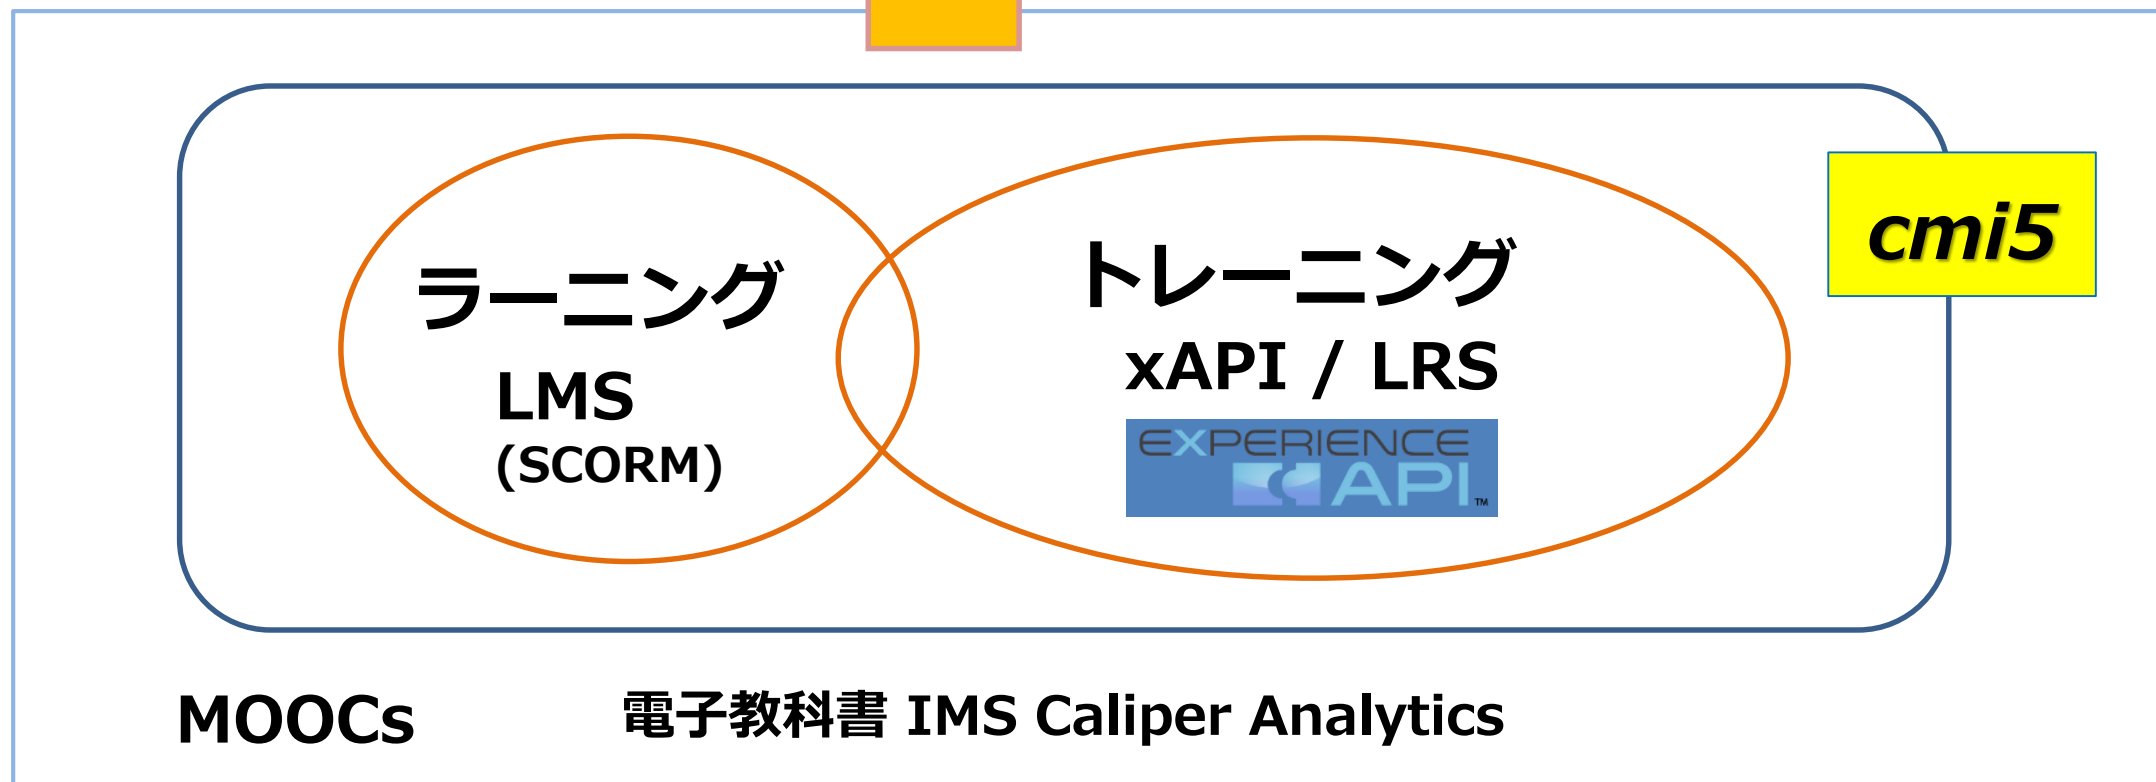 ラーニング
LMS
(SCORM)
トレーニング
xAPI / LRS
EXPERIENCE
API™
cmi5
MOOCs
電子教科書 IMS Caliper Analytics